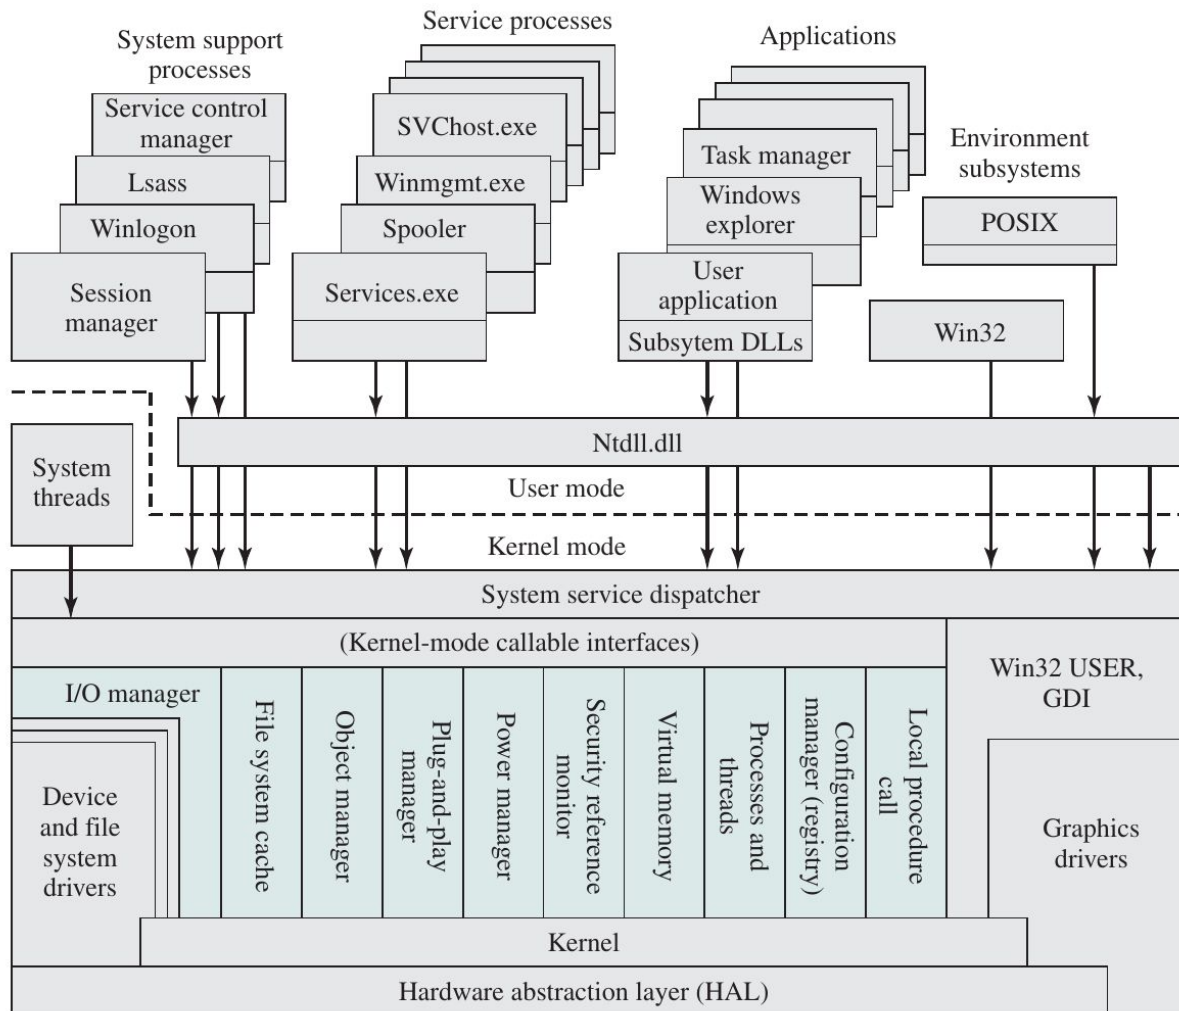 Service processes
System support
processes
Applications
Service control
manager
Lsass
Winlogon
Session
manager
SVChost.exe
Winmgmt.exe
Spooler
Services.exe
Task manager
Windows
explorer
User
application
Subsytem DLLs
Environment
subsystems
POSIX
Win32
Ntdll.dll
System
threads
User mode
Kernel mode
System service dispatcher
(Kernel-mode callable interfaces)
Win32 USER,
GDI
I/O manager
Device
and file
system
drivers
File system cache
Object manager
Plug-and-play
manager
Power manager
Security reference
monitor
Virtual memory
Processes and
threads
Configuration
manager (registry)
Local procedure
call
Graphics
drivers
Kernel
Hardware abstraction layer (HAL)